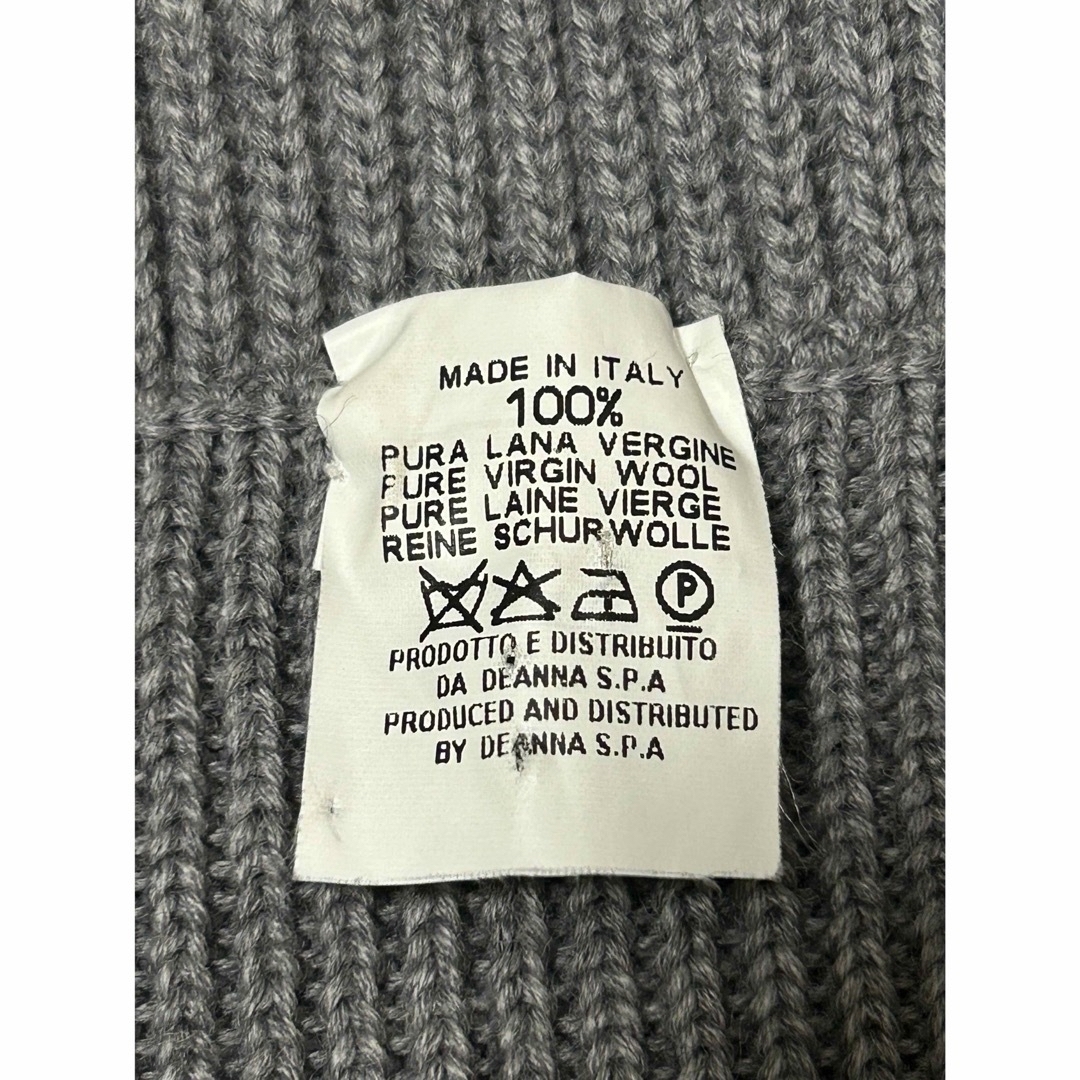 MADE IN ITALY
100%
PURA LANA VERGINE
PURE VIRGIN WOOL
PURE LAINE VIERGE
REINE SCHURWOLLE
P
PRODOTTO E DISTRIBUITO
DA DEANNA S.P.A
PRODUCED AND DISTRIBUTED
BY DEANNA S.P.A